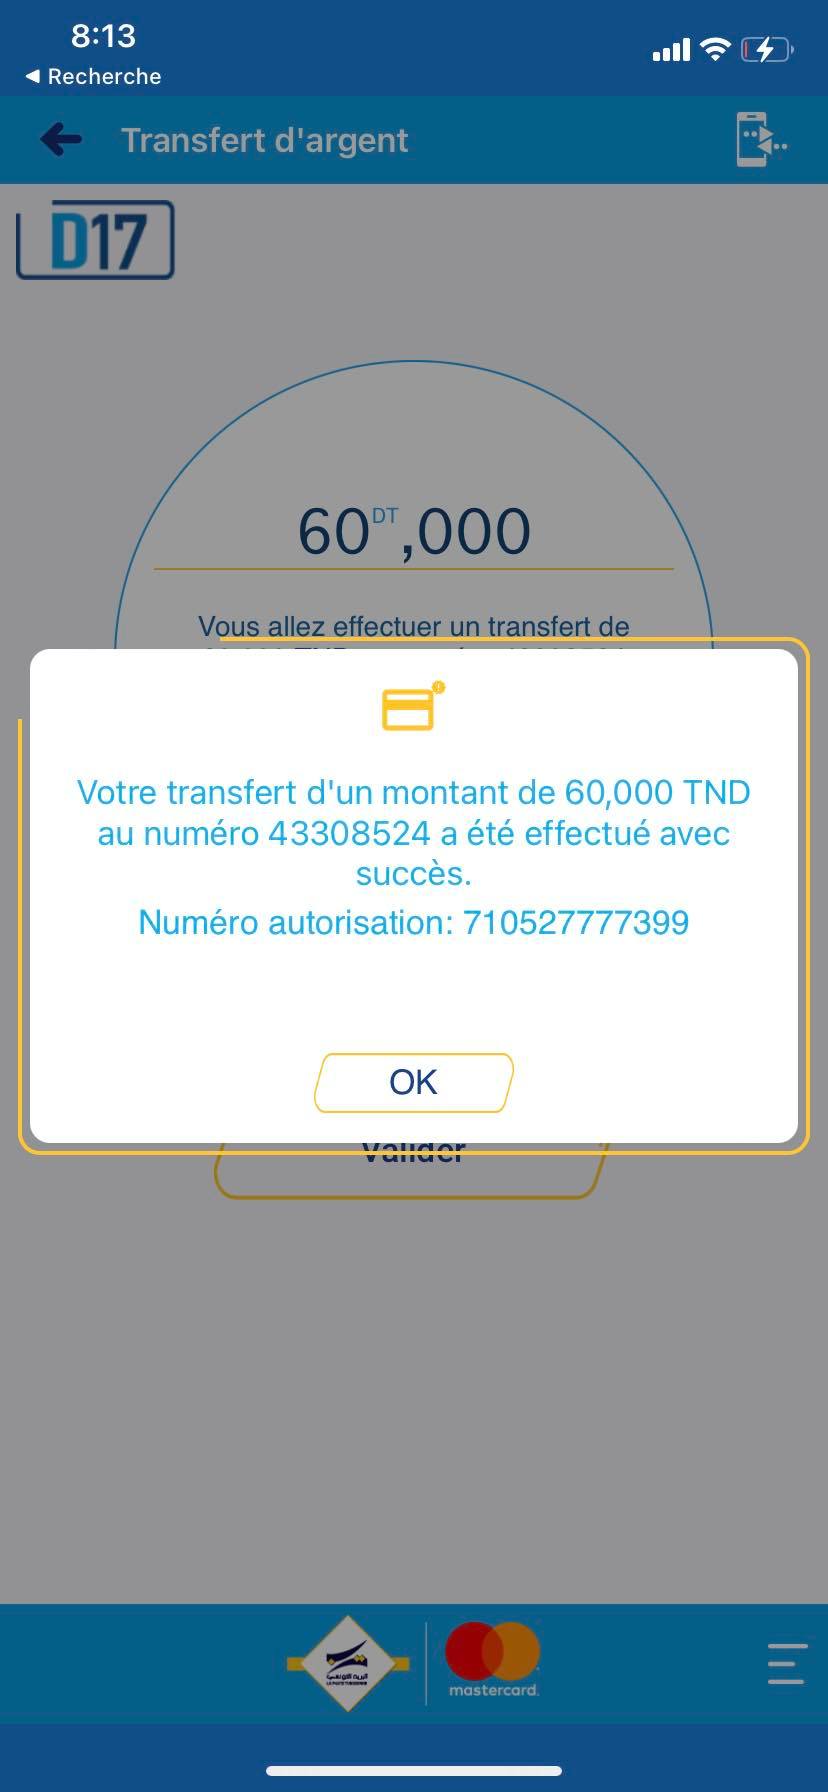 8:13
◀ Recherche
Transfert d'argent
D17
60 DT ,000
Vous allez effectuer un transfert de
Votre transfert d'un montant de 60,000 TND
au numéro 43308524 a été effectué avec
succès.
Numéro autorisation: 710527777399
OK
Valider
البريد التونسي
LA POSTE TUNISIENNE
mastercard.